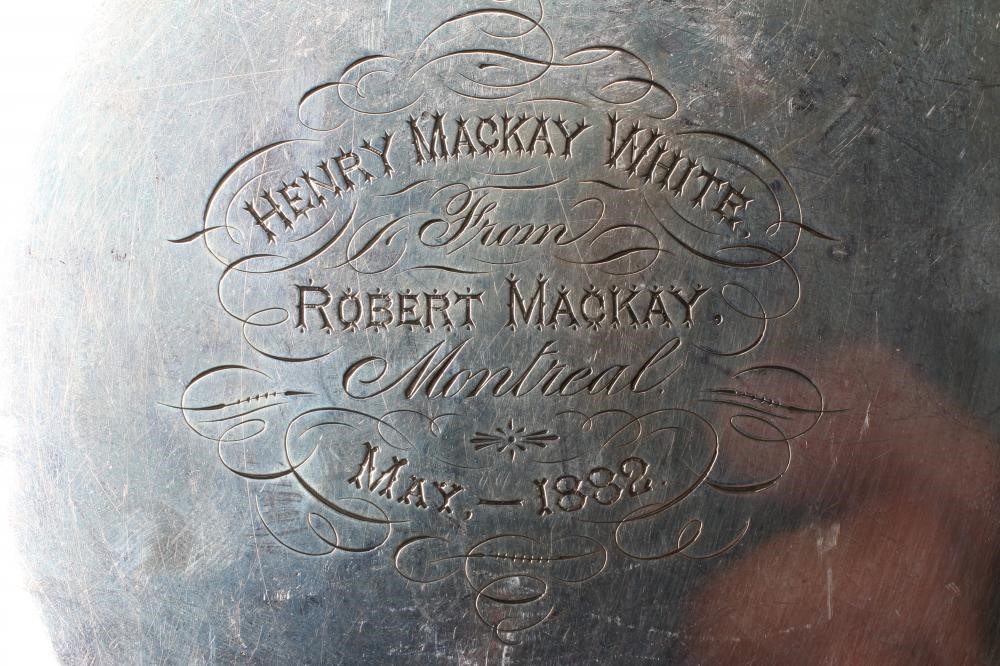 HENRY MACKAY WHITE,
From
ROBERT MACKAY,
Montreal.
MAY,—1882.